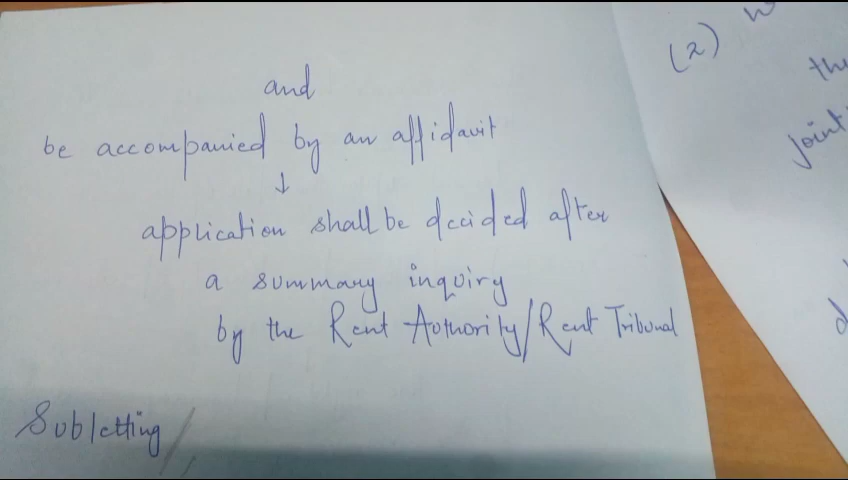 and
be accompanied by an affidavit
↓
application shall be decided after
a summary inquiry
by the Rent Authority/Rent Tribunal
Subletting
(2)
the
joint